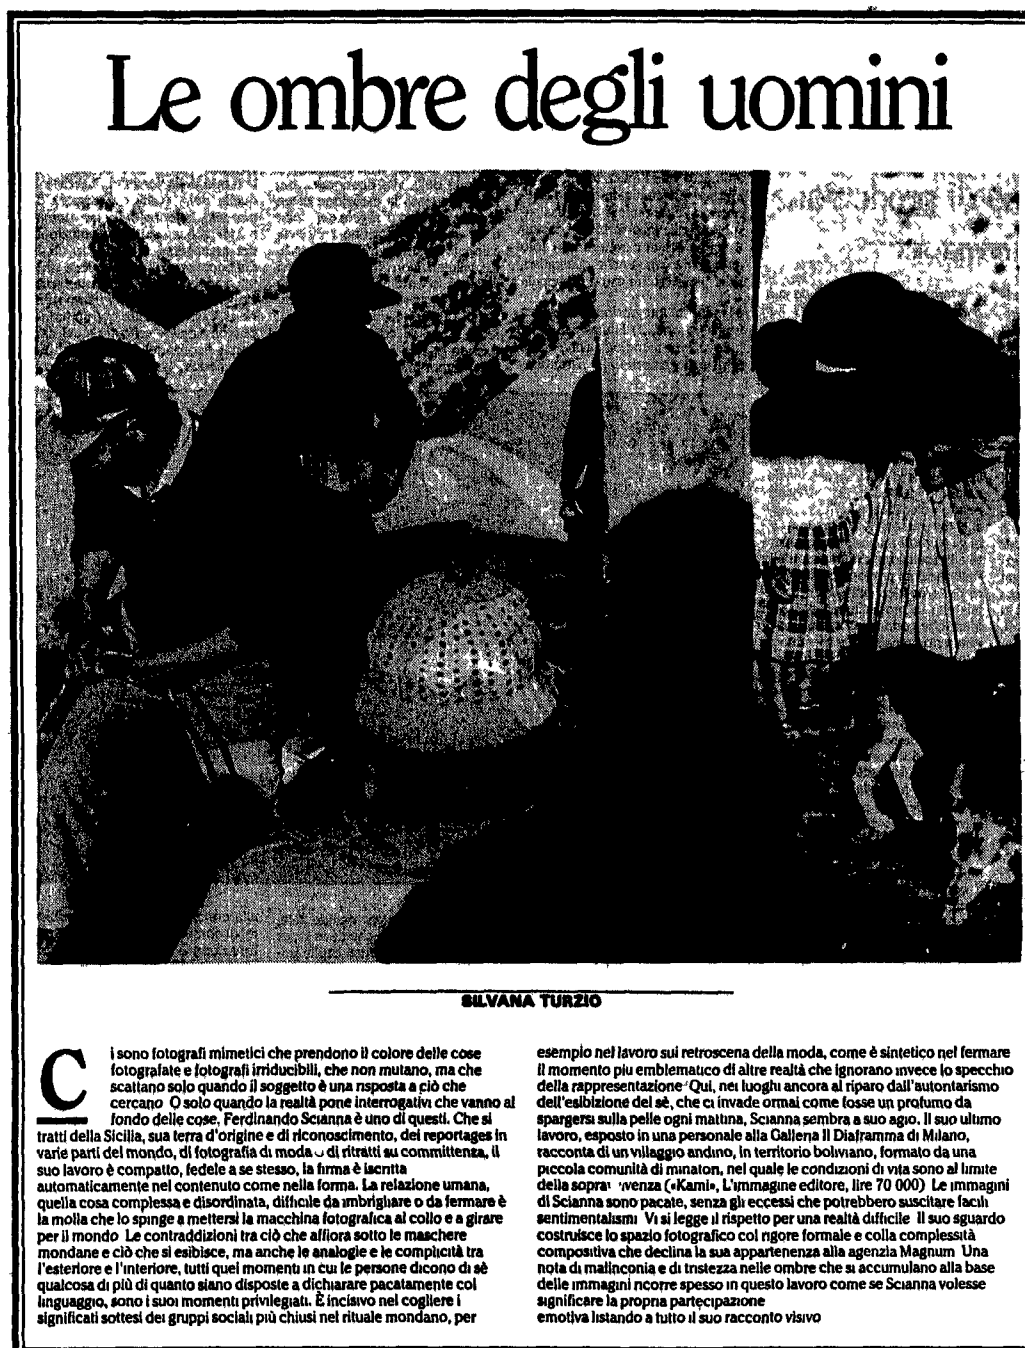 Le ombre degli uomini
SILVANA TURZIO
Ci sono fotografi mimetici che prendono il colore delle cose
fotografate e fotografi irriducibili, che non mutano, ma che
scattano solo quando il soggetto è una risposta a ciò che
cercano O solo quando la realtà pone interrogativi che vanno al
fondo delle cose. Ferdinando Scianna è uno di questi. Che si
tratti della Sicilia, sua terra d'origine e di riconoscimento, dei reportages in
varie parti del mondo, di fotografia di moda o di ritratti su committenza, il
suo lavoro è compatto, fedele a se stesso, la firma è iscritta
automaticamente nel contenuto come nella forma. La relazione umana,
quella cosa complessa e disordinata, difficile da imbrigliare o da fermare è
la molla che lo spinge a mettersi la macchina fotografica al collo e a girare
per il mondo Le contraddizioni tra ciò che affiora sotto le maschere
mondane e ciò che si esibisce, ma anche le analogie e le complicità tra
l'esteriore e l'interiore, tutti quei momenti in cui le persone dicono di sè
qualcosa di più di quanto siano disposte a dichiarare pacatamente col
linguaggio, sono i suoi momenti privilegiati. È incisivo nel cogliere i
significati sottesi dei gruppi sociali più chiusi nel rituale mondano, per
esempio nel lavoro sui retroscena della moda, come è sintetico nel fermare
il momento più emblematico di altre realtà che ignorano invece lo specchio
della rappresentazione Qui, nei luoghi ancora al riparo dall'autoritarismo
dell'esibizione del sè, che ci invade ormai come fosse un profumo da
spargersi sulla pelle ogni mattina, Scianna sembra a suo agio. Il suo ultimo
lavoro, esposto in una personale alla Galleria Il Diaframma di Milano,
racconta di un villaggio andino, in territorio boliviano, formato da una
piccola comunità di minatori, nel quale le condizioni di vita sono al limite
della sopravvivenza («Kami», L'immagine editore, lire 70 000) Le immagini
di Scianna sono pacate, senza gli eccessi che potrebbero suscitare facili
sentimentalismi Vi si legge il rispetto per una realtà difficile Il suo sguardo
costruisce lo spazio fotografico col rigore formale e colla complessità
compositiva che declina la sua appartenenza alla agenzia Magnum Una
nota di malinconia e di tristezza nelle ombre che si accumulano alla base
delle immagini ricorre spesso in questo lavoro come se Scianna volesse
significare la propria partecipazione
emotiva listando a tutto il suo racconto visivo